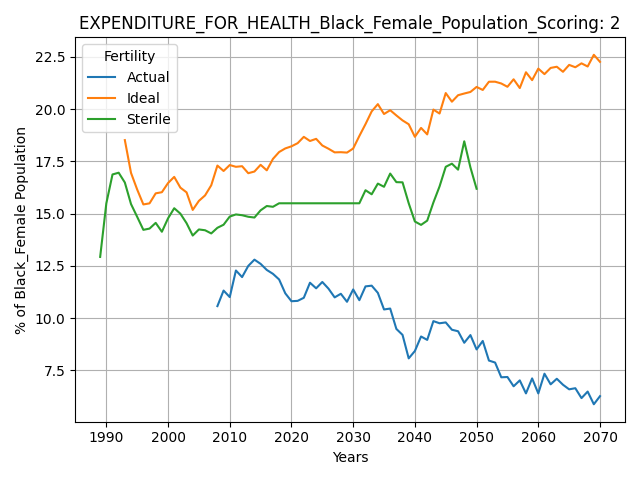 EXPENDITURE_FOR_HEALTH_Black_Female_Population_Scoring: 2
Fertility
Actual
Ideal
Sterile
% of Black_Female Population
22.5
20.0
17.5
15.0
12.5
10.0
7.5
1990 2000 2010 2020 2030 2040 2050 2060 2070
Years